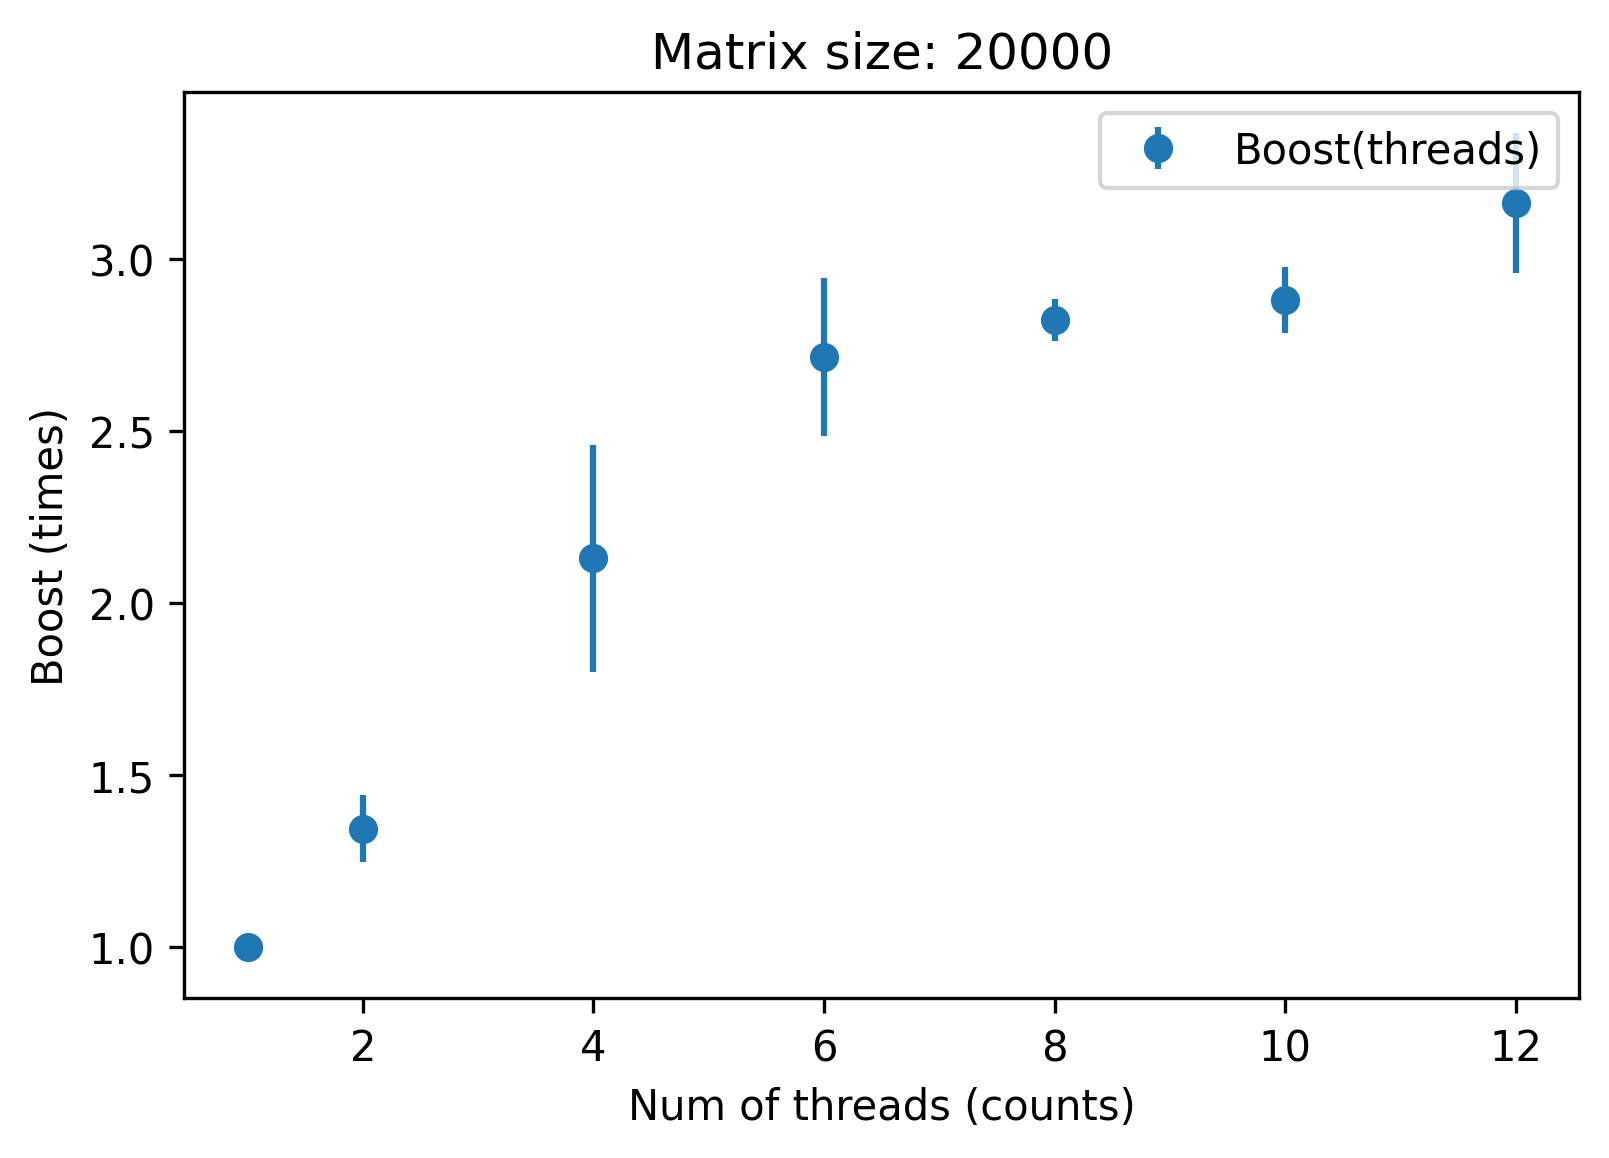 Matrix size: 20000
Boost(threads)
Boost (times)
3.0
2.5
2.0
1.5
1.0
2 4 6 8 10 12
Num of threads (counts)